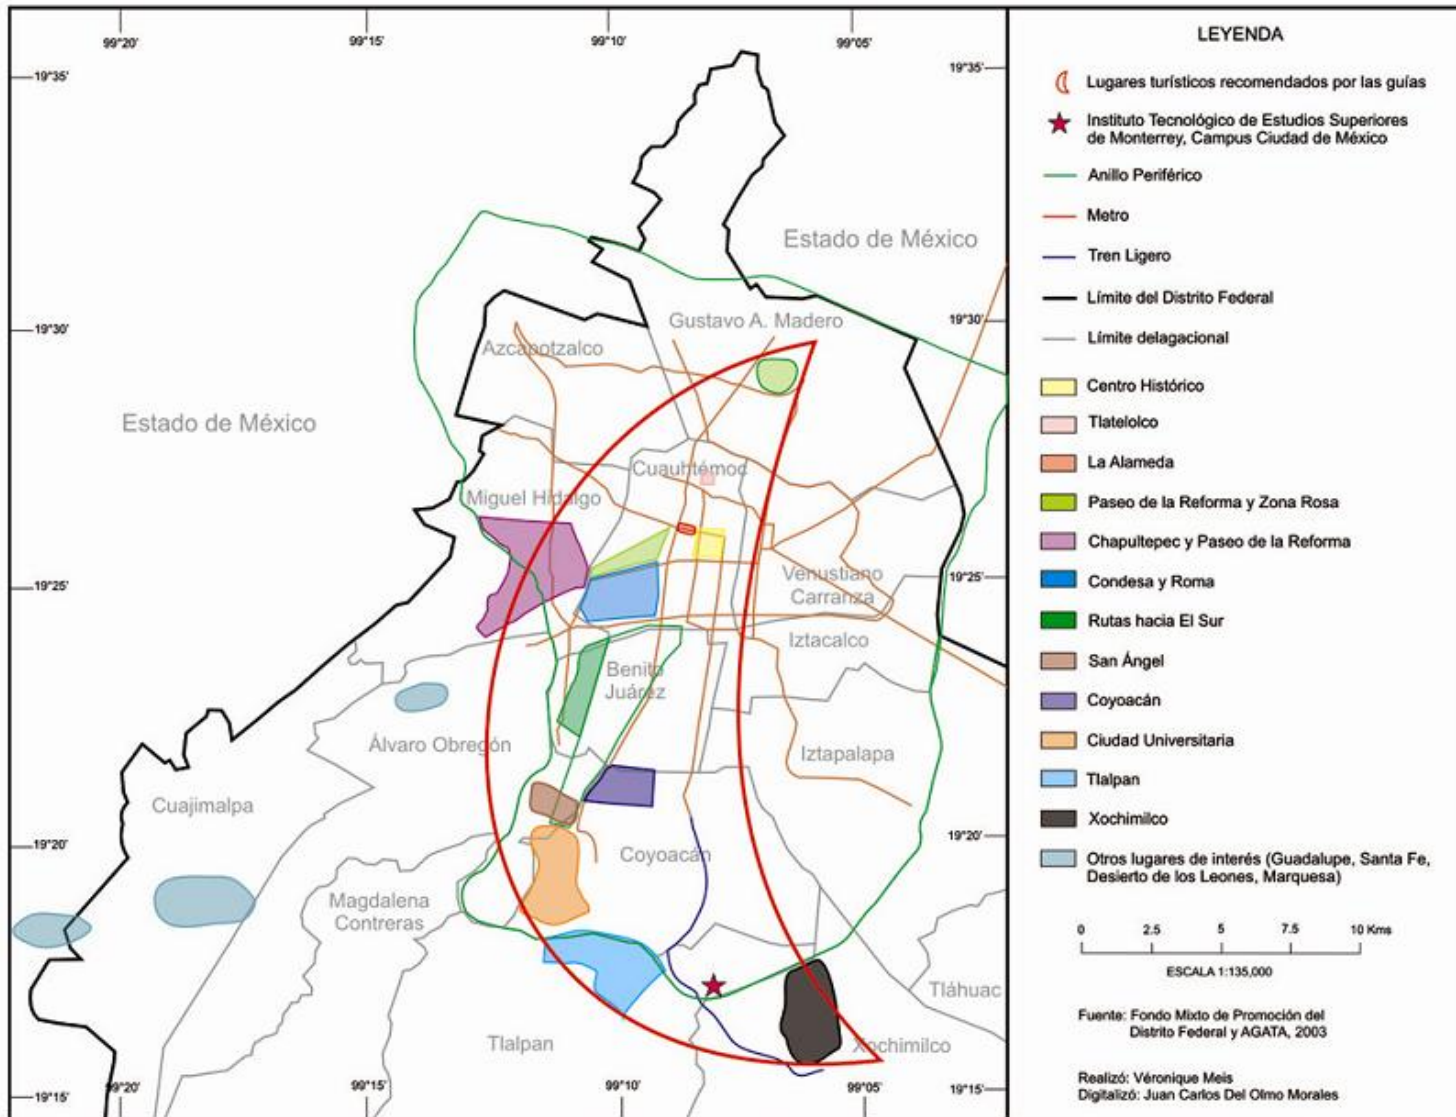 99°20'
99°15'
99°10'
99°05'
19°35'
19°35'
Estado de México
Gustavo A. Madero
19°30'
19°30'
Azcapotzalco
Estado de México
Cuauhtémoc
Miguel Hidalgo
19°25'
19°25'
Venustiano
Carranza
Iztacalco
Benito
Juárez
Álvaro Obregón
Iztapalapa
Cuajimalpa
19°20'
19°20'
Coyoacán
Magdalena
Contreras
Tláhuac
Tlalpan
Xochimilco
19°15'
19°15'
99°20'
99°15'
99°10'
99°05'
LEYENDA
Lugares turísticos recomendados por las guías
Instituto Tecnológico de Estudios Superiores
de Monterrey, Campus Ciudad de México
Anillo Periférico
Metro
Tren Ligero
Límite del Distrito Federal
Límite delagacional
Centro Histórico
Tlatelolco
La Alameda
Paseo de la Reforma y Zona Rosa
Chapultepec y Paseo de la Reforma
Condesa y Roma
Rutas hacia El Sur
San Ángel
Coyoacán
Ciudad Universitaria
Tlalpan
Xochimilco
Otros lugares de interés (Guadalupe, Santa Fe,
Desierto de los Leones, Marquesa)
0 2.5 5 7.5 10 Kms
ESCALA 1:135,000
Fuente: Fondo Mixto de Promoción del
Distrito Federal y AGATA, 2003
Realizó: Véronique Meis
Digitalizó: Juan Carlos Del Olmo Morales